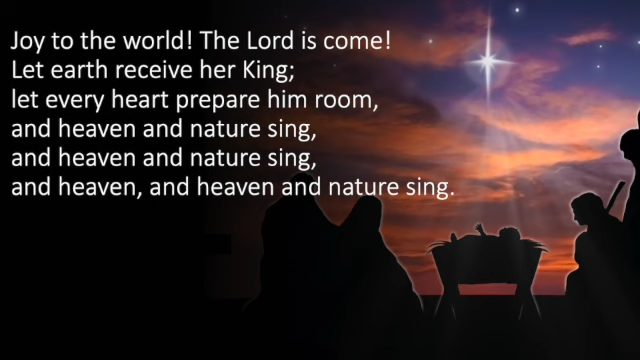 Joy to the world! The Lord is come!
Let earth receive her King;
let every heart prepare him room,
and heaven and nature sing,
and heaven and nature sing,
and heaven, and heaven and nature sing.